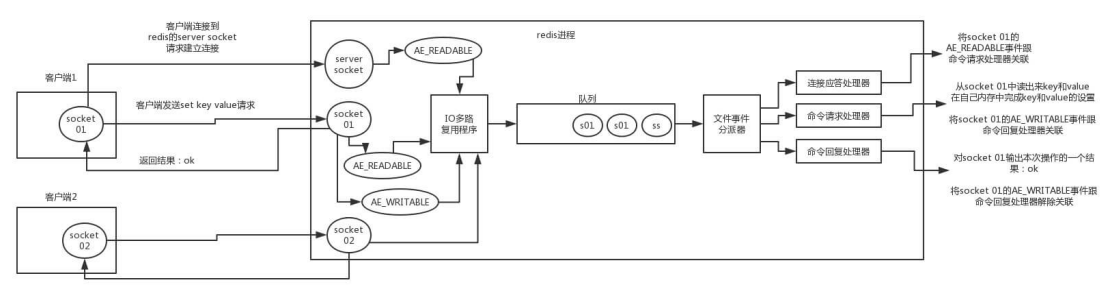 客户端连接到
redis的server socket
请求建立连接
客户端1
socket
01
客户端发送set key value请求
返回结果：ok
客户端2
socket
02
redis进程
server
socket
AE_READABLE
socket
01
AE_READABLE
AE_WRITABLE
socket
02
IO多路
复用程序
队列
s01
s01
ss
文件事件
分派器
连接应答处理器
命令请求处理器
命令回复处理器
将socket 01的
AE_READABLE事件跟
命令请求处理器
关联
从socket 01中读出来key和value
在自己内存中完成key和value的设置
将socket 01的AE_WRITABLE事件跟
命令回复处理器关联
对socket 01输出本次操作的一个结
果：ok
将socket 01的AE_WRITABLE事件跟
命令回复处理器解除关联